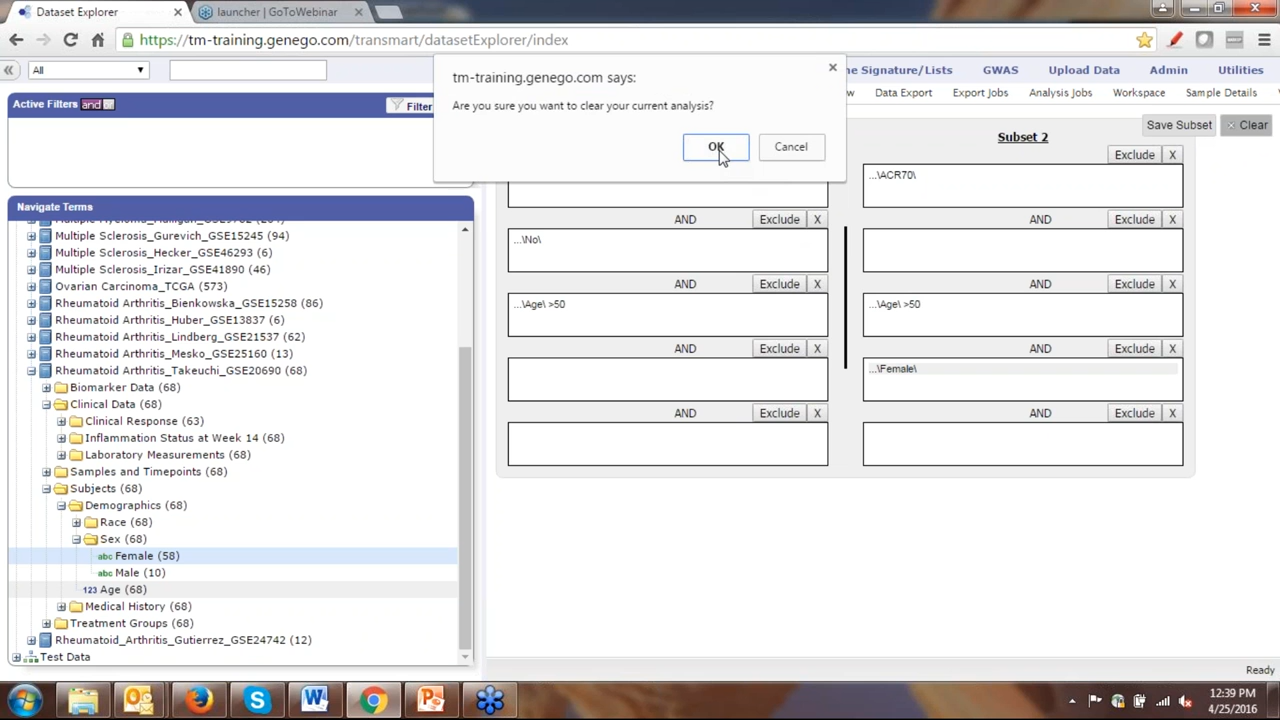 Dataset Explorer
launcher | GoToWebinar
https://tm-training.genego.com/transmart/datasetExplorer/index
All
tm-training.genego.com says:
Are you sure you want to clear your current analysis?
OK
Cancel
ne Signature/Lists GWAS Upload Data Admin Utilities
w Data Export Export Jobs Analysis Jobs Workspace Sample Details
Active Filters and or
Filter
Save Subset
Clear
Subset 2
Exclude X
...\ACR70\
AND Exclude X
AND Exclude X
...\No\
AND Exclude X
AND Exclude X
...\Age\ >50
...\Age\ >50
AND Exclude X
AND Exclude X
...\Female\
AND Exclude X
AND Exclude X
Navigate Terms
Multiple Sclerosis_Gurevich_GSE15245 (94)
Multiple Sclerosis_Hecker_GSE46293 (6)
Multiple Sclerosis_Irizar_GSE41890 (46)
Ovarian Carcinoma_TCGA (573)
Rheumatoid Arthritis_Bienkowska_GSE15258 (86)
Rheumatoid Arthritis_Huber_GSE13837 (6)
Rheumatoid Arthritis_Lindberg_GSE21537 (62)
Rheumatoid Arthritis_Mesko_GSE25160 (13)
Rheumatoid Arthritis_Takeuchi_GSE20690 (68)
Biomarker Data (68)
Clinical Data (68)
Clinical Response (63)
Inflammation Status at Week 14 (68)
Laboratory Measurements (68)
Samples and Timepoints (68)
Subjects (68)
Demographics (68)
Race (68)
Sex (68)
abc Female (58)
abc Male (10)
123 Age (68)
Medical History (68)
Treatment Groups (68)
Rheumatoid_Arthritis_Gutierrez_GSE24742 (12)
Test Data
Ready
12:39 PM
4/25/2016